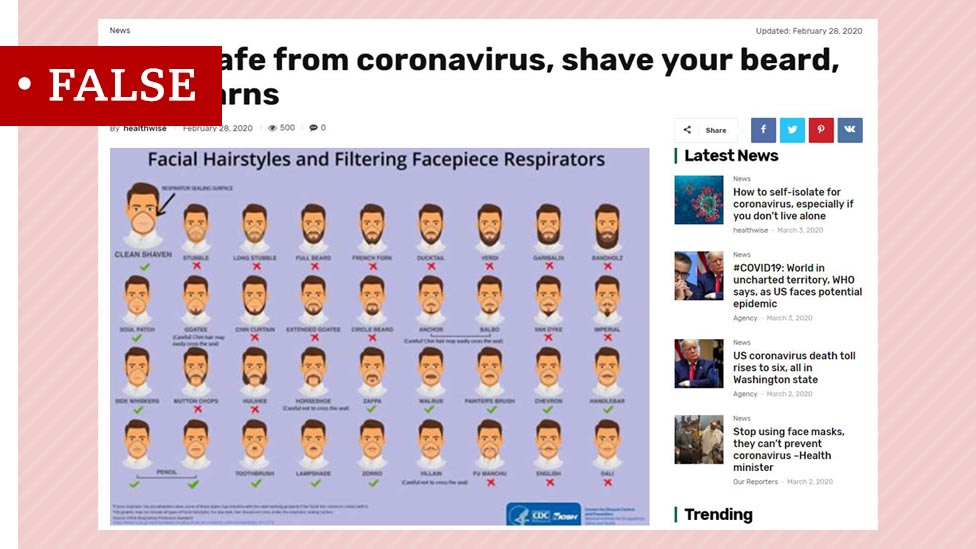 News
Updated: February 28, 2020
• FALSE
afe from coronavirus, shave your beard,
arns
By healthwise February 28, 2020 500 0
Share
Facial Hairstyles and Filtering Facepiece Respirators
RESPIRATOR SEALING SURFACE
CLEAN SHAVEN STUBBLE LONG STUBBLE FULL BEARD FRENCH FORK DUCKTAIL VERDI GARIBALDI BANDHOLZ
SOUL PATCH GOATEE CHIN CURTAIN EXTENDED GOATEE CIRCLE BEARD ANCHOR BALBO VAN DYKE IMPERIAL
(Careful! Chin hair may
easily cross the seal)
(Careful! Chin hair may easily cross the seal)
SIDE WHISKERS MUTTON CHOPS HULIHEE HORSESHOE ZAPPA WALRUS PAINTER'S BRUSH CHEVRON HANDLEBAR
(Careful not to cross the seal)
PENCIL TOOTHBRUSH LAMPSHADE ZORRO VILLAIN FU MANCHU ENGLISH DALI
(Careful not to cross the seal)
CDC NIOSH
Latest News
News
How to self-isolate for
coronavirus, especially if
you don't live alone
healthwise - March 3, 2020
News
#COVID19: World in
uncharted territory, WHO
says, as US faces potential
epidemic
Agency - March 3, 2020
News
US coronavirus death toll
rises to six, all in
Washington state
Agency - March 2, 2020
News
Stop using face masks,
they can't prevent
coronavirus –Health
minister
Our Reporters - March 2, 2020
Trending